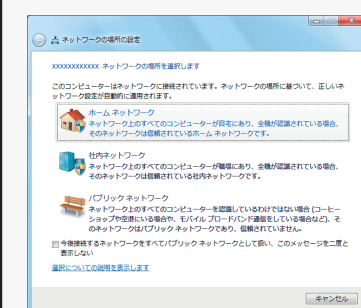 ネットワークの場所の設定
xxxxxxxxxxxx ネットワークの場所を選択します
このコンピューターはネットワークに接続されています。ネットワークの場所に基づいて、正しいネ
ットワーク設定が自動的に適用されます。
ホーム ネットワーク
ネットワーク上のすべてのコンピューターが自宅にあり、全機が認識されている場合、
そのネットワークは信頼されているホーム ネットワークです。
社内ネットワーク
ネットワーク上のすべてのコンピューターが職場にあり、全機が認識されている場合、
そのネットワークは信頼されている社内ネットワークです。
パブリック ネットワーク
ネットワーク上のすべてのコンピューターを認識しているわけではない場合 (コーヒー
ショップや空港にいる場合や、モバイル ブロードバンド通信をしている場合など)、そ
のネットワークはパブリック ネットワークであり、信頼されていません。
今後接続するネットワークをすべてパブリック ネットワークとして扱い、このメッセージを二度と
表示しない
選択についての説明を表示します
キャンセル